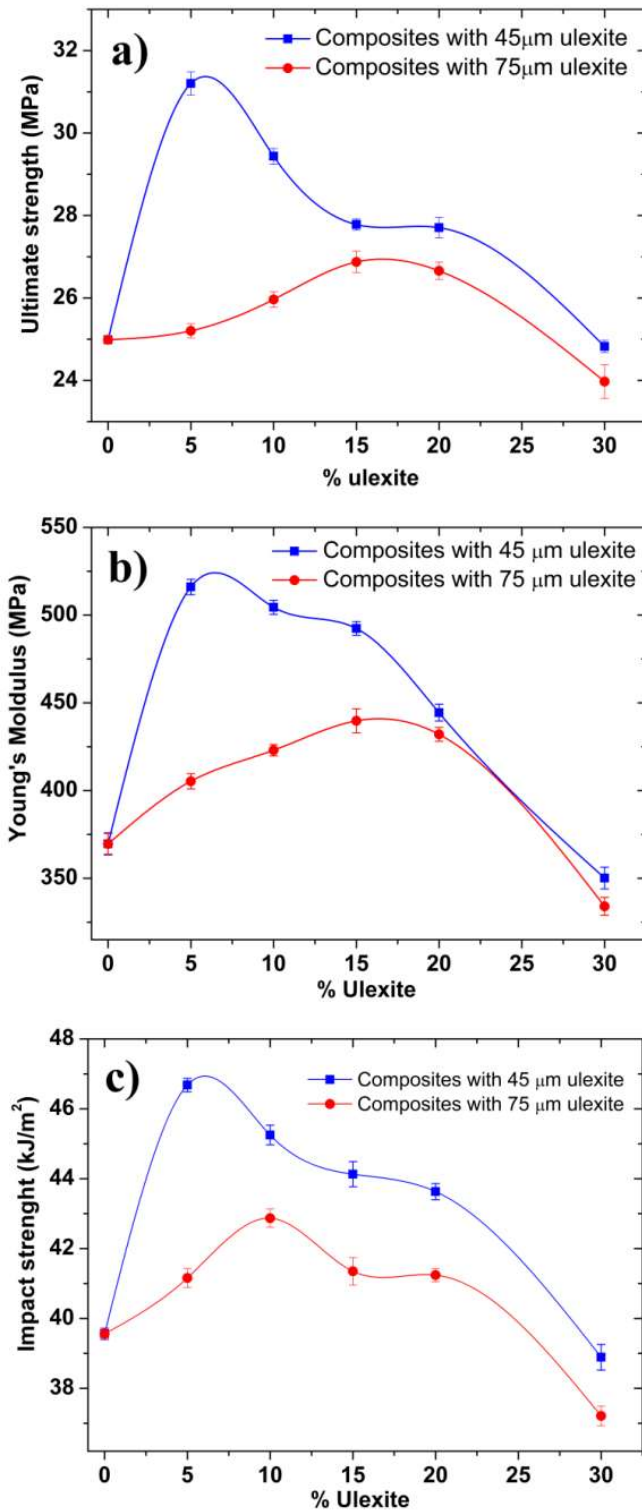 a)
Composites with 45μm ulexite
Composites with 75μm ulexite
Ultimate strength (MPa)
32
30
28
26
24
0 5 10 15 20 25 30
% ulexite
b)
Composites with 45 μm ulexite
Composites with 75 μm ulexite
Young's Moldulus (MPa)
550
500
450
400
350
0 5 10 15 20 25 30
% Ulexite
c)
Composites with 45 μm ulexite
Composites with 75 μm ulexite
Impact strenght (kJ/m²)
48
46
44
42
40
38
0 5 10 15 20 25 30
% Ulexite